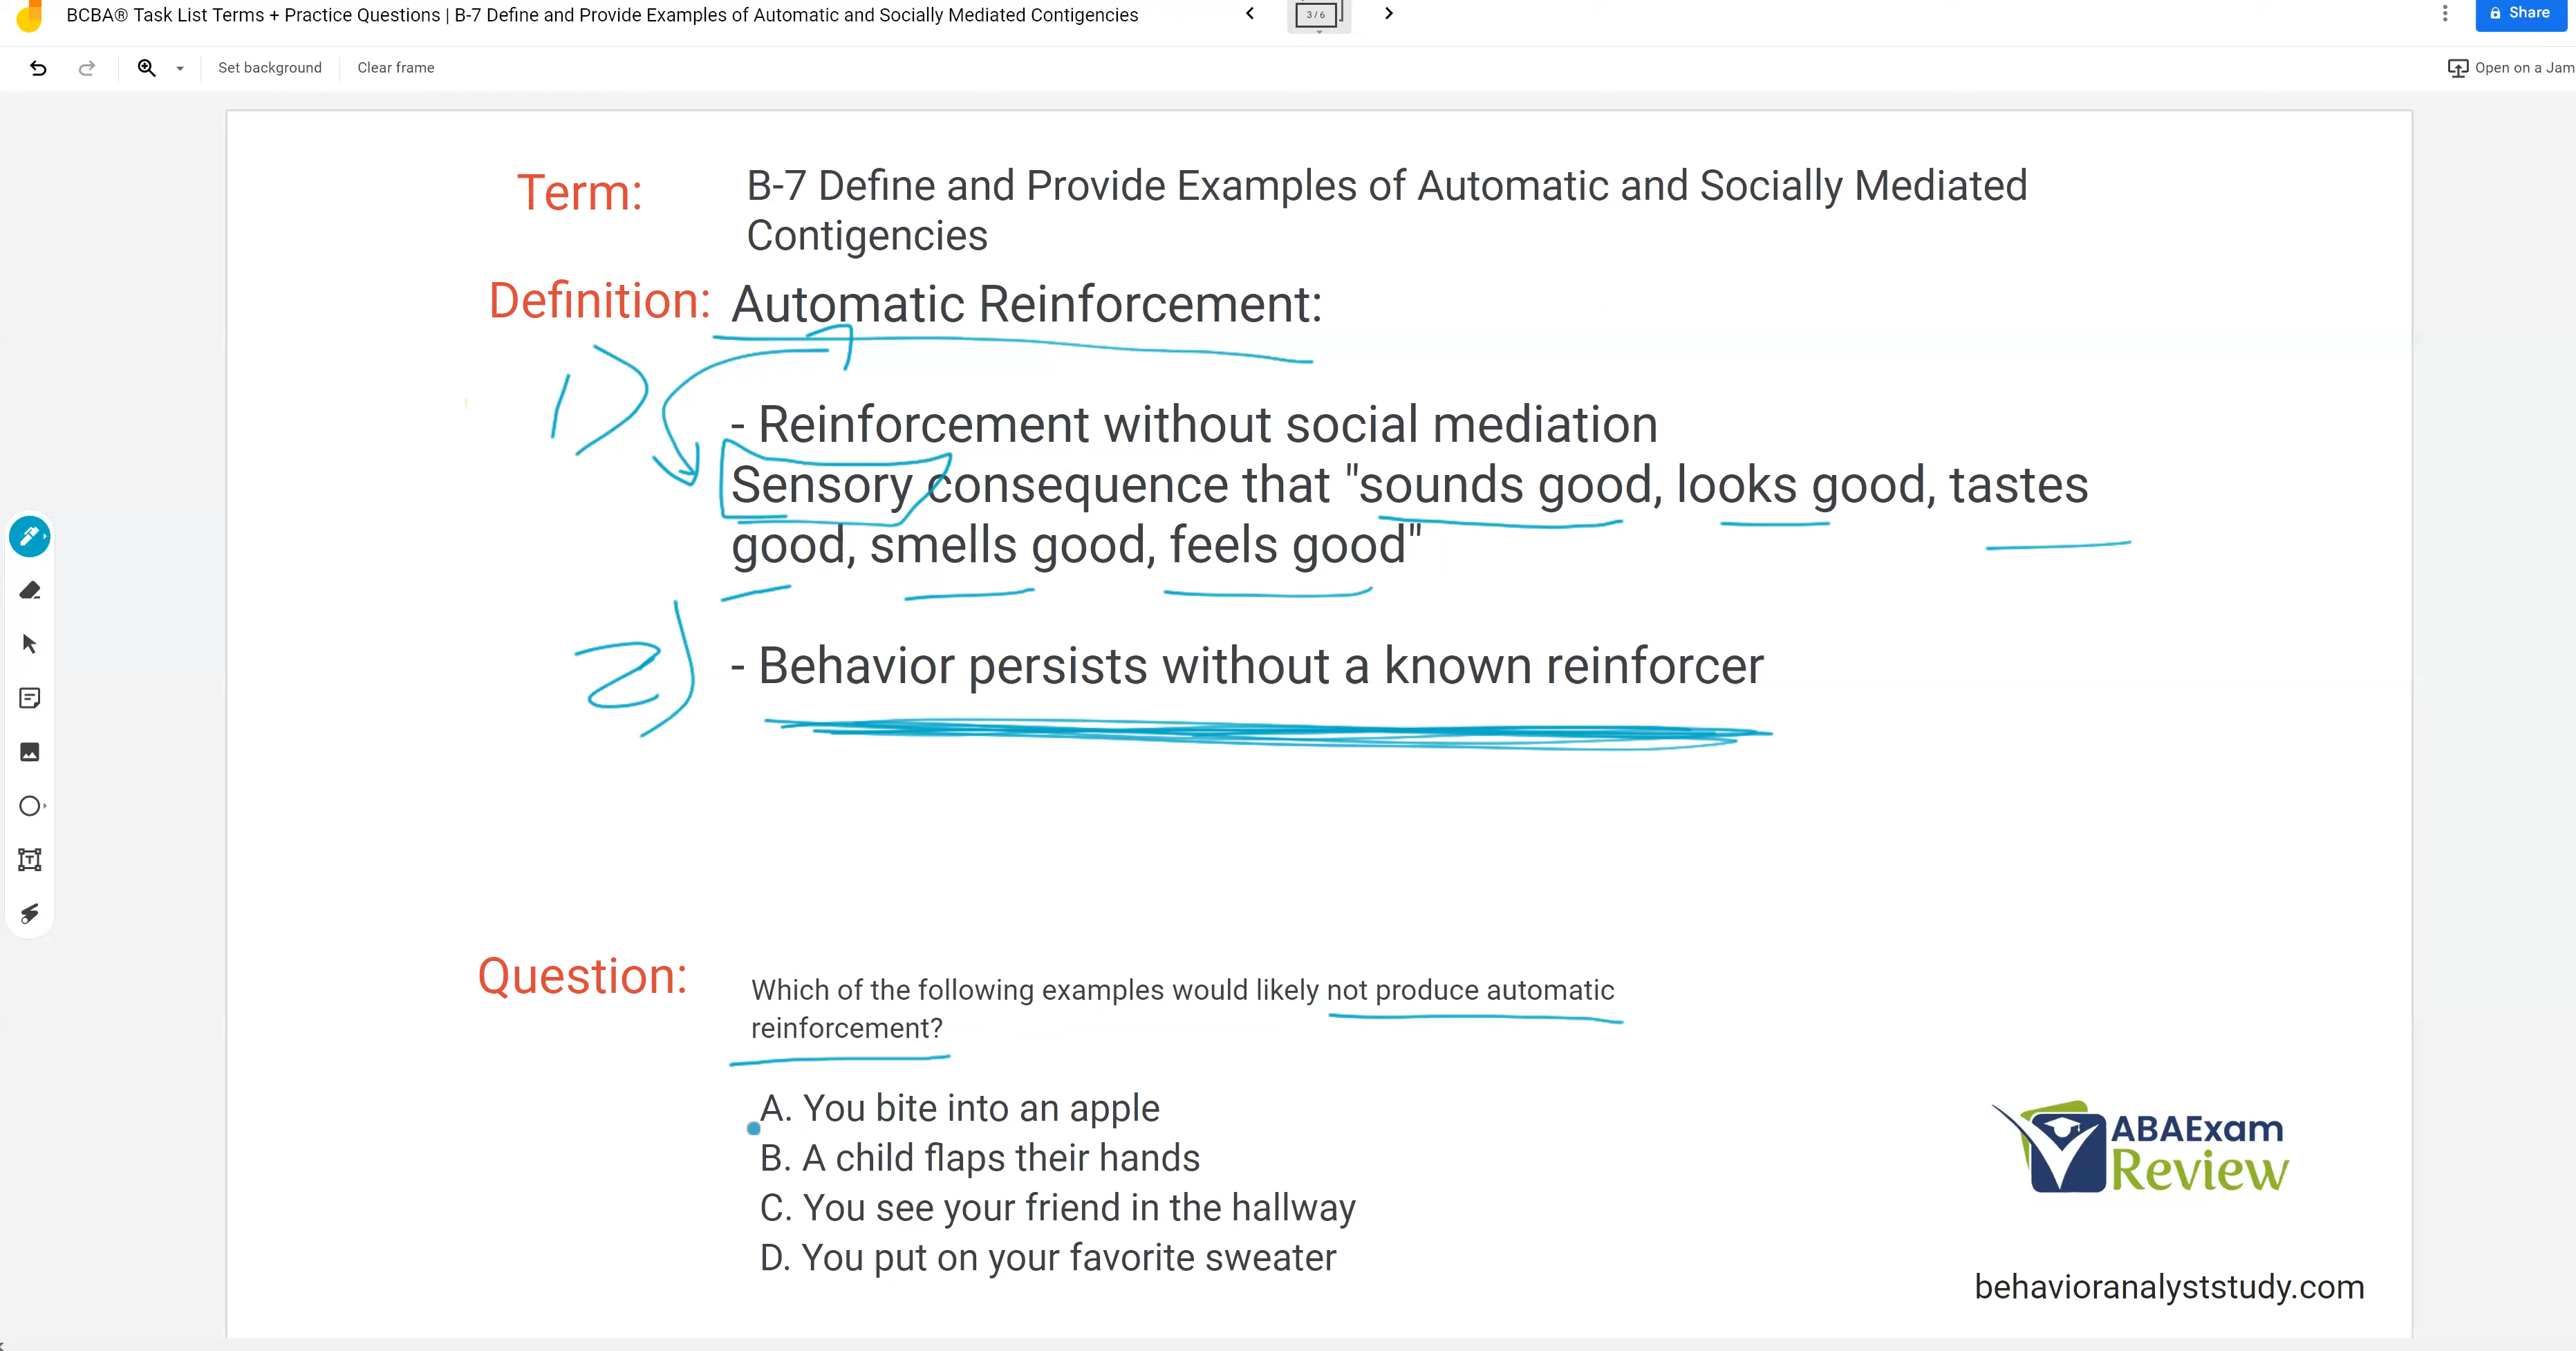 BCBA® Task List Terms + Practice Questions | B-7 Define and Provide Examples of Automatic and Socially Mediated Contigencies
3 / 6
Share
Set background
Clear frame
Open on a Jam
Term:
B-7 Define and Provide Examples of Automatic and Socially Mediated
Contigencies
Definition:
Automatic Reinforcement:
1)
- Reinforcement without social mediation
Sensory consequence that "sounds good, looks good, tastes
good, smells good, feels good"
2)
- Behavior persists without a known reinforcer
Question:
Which of the following examples would likely not produce automatic
reinforcement?
A. You bite into an apple
B. A child flaps their hands
C. You see your friend in the hallway
D. You put on your favorite sweater
ABAExam
Review
behavioranalyststudy.com